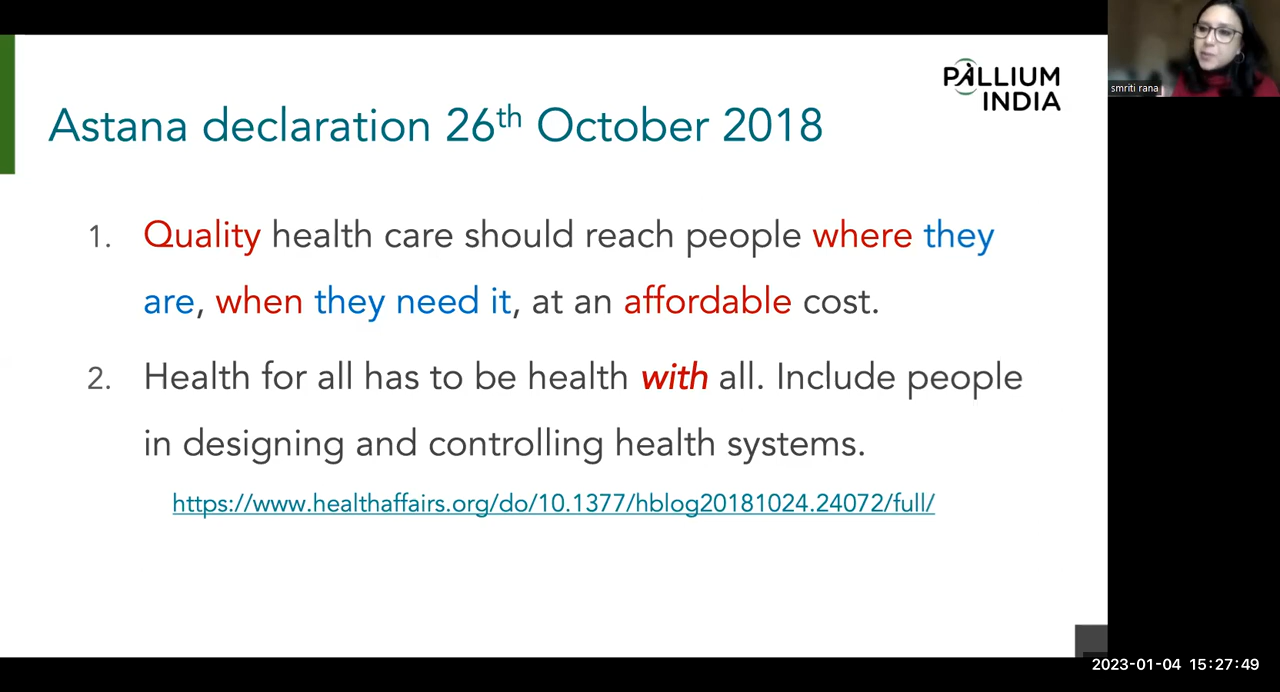 PALLIUM
INDIA
smriti rana
Astana declaration 26th October 2018
1. Quality health care should reach people where they
are, when they need it, at an affordable cost.
2. Health for all has to be health with all. Include people
in designing and controlling health systems.
https://www.healthaffairs.org/do/10.1377/hblog20181024.24072/full/
2023-01-04 15:27:49